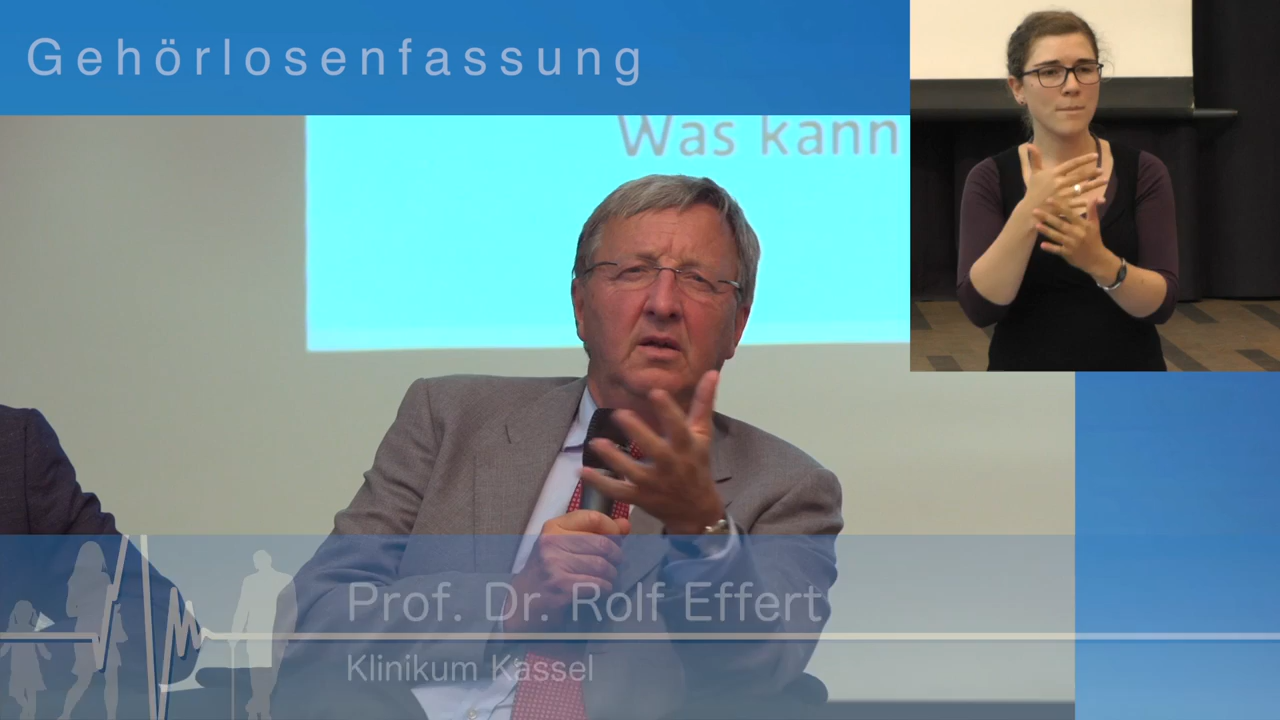 Gehörlosenfassung
Was kann
Prof. Dr. Rolf Effert
Klinikum Kassel